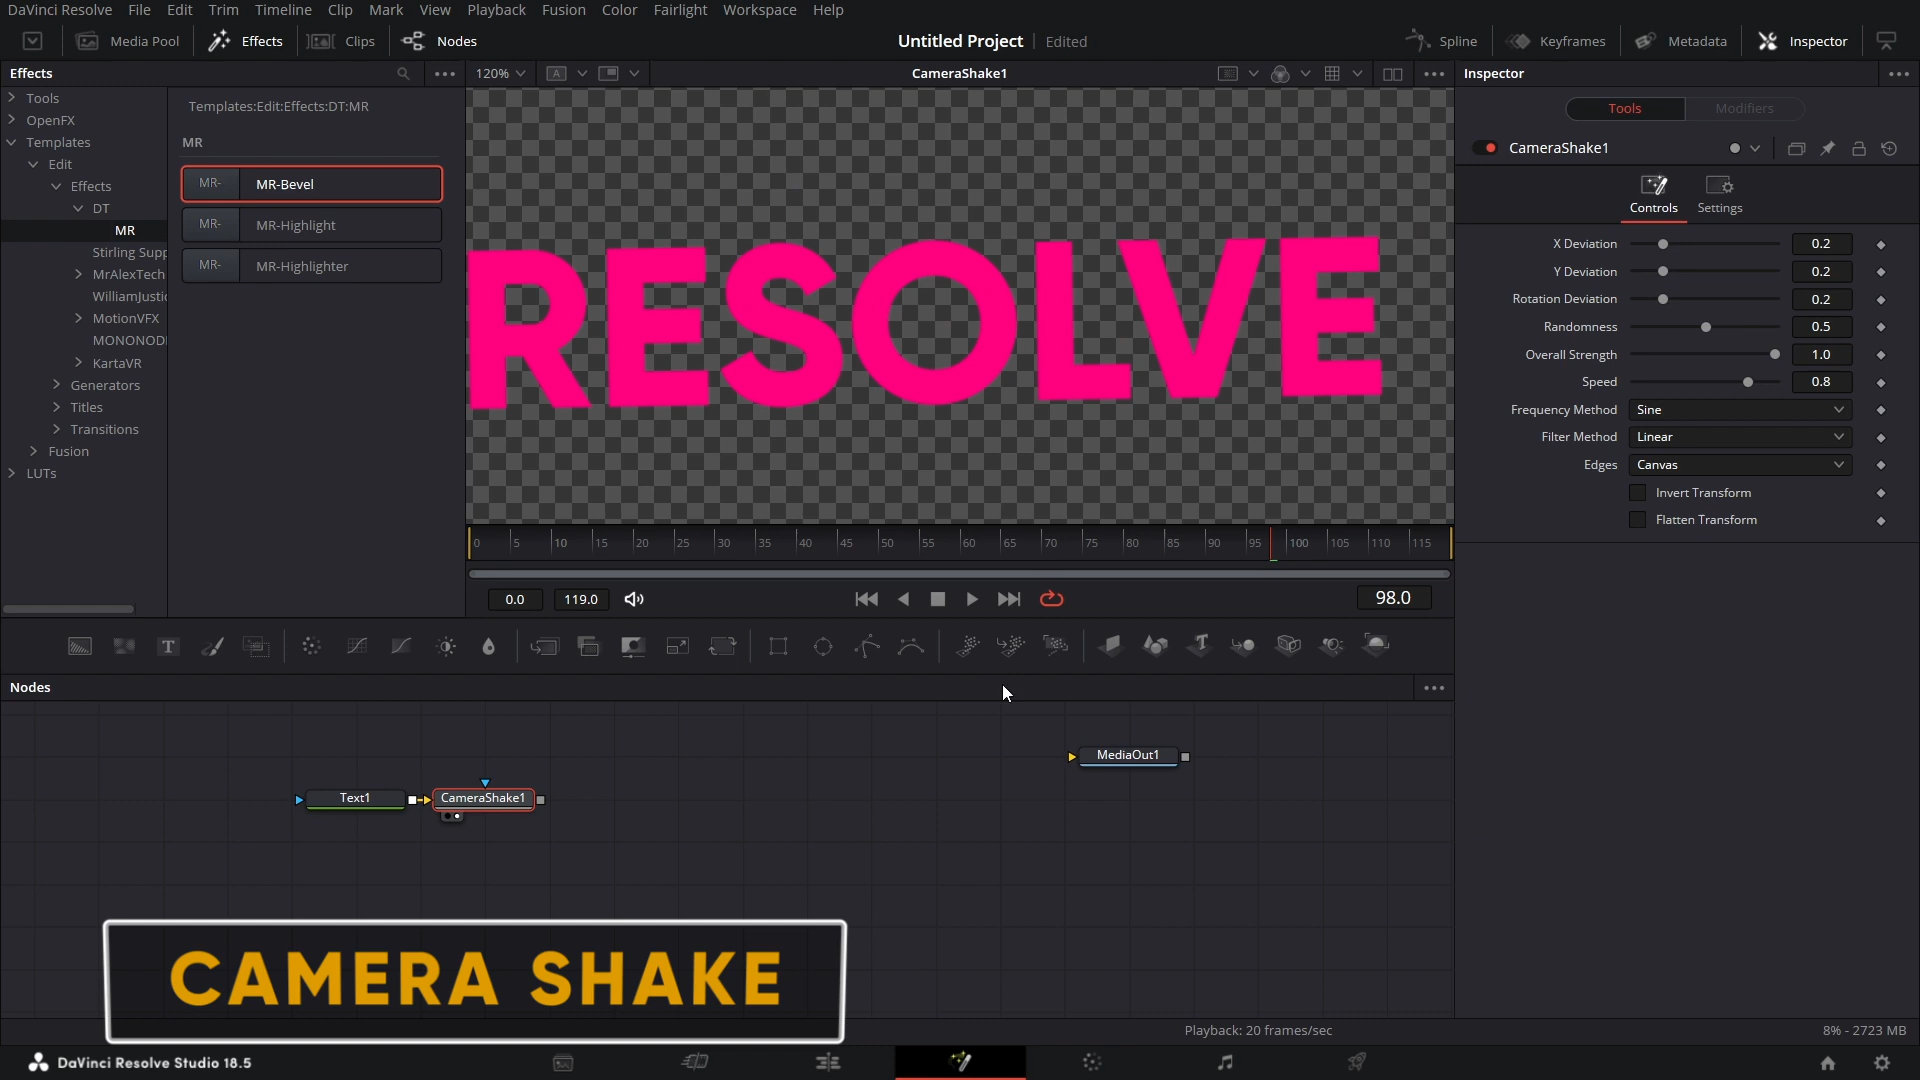 DaVinci Resolve File Edit Trim Timeline Clip Mark View Playback Fusion Color Fairlight Workspace Help
Media Pool Effects Clips Nodes Untitled Project Edited Spline Keyframes Metadata Inspector
Effects 120% A CameraShake1 Inspector
Tools
OpenFX
Templates
Edit
Effects
DT
MR
Stirling Supp
MrAlexTech
WilliamJustic
MotionVFX
MONONOD
KartaVR
Generators
Titles
Transitions
Fusion
LUTs
Templates:Edit:Effects:DT:MR
MR
MR- MR-Bevel
MR- MR-Highlight
MR- MR-Highlighter
RESOLVE
0 5 10 15 20 25 30 35 40 45 50 55 60 65 70 75 80 85 90 95 100 105 110 115
0.0 119.0 98.0
Tools Modifiers
CameraShake1
Controls Settings
X Deviation 0.2
Y Deviation 0.2
Rotation Deviation 0.2
Randomness 0.5
Overall Strength 1.0
Speed 0.8
Frequency Method Sine
Filter Method Linear
Edges Canvas
Invert Transform
Flatten Transform
T T
Nodes
MediaOut1
Text1 CameraShake1
CAMERA SHAKE
Playback: 20 frames/sec 8% - 2723 MB
DaVinci Resolve Studio 18.5